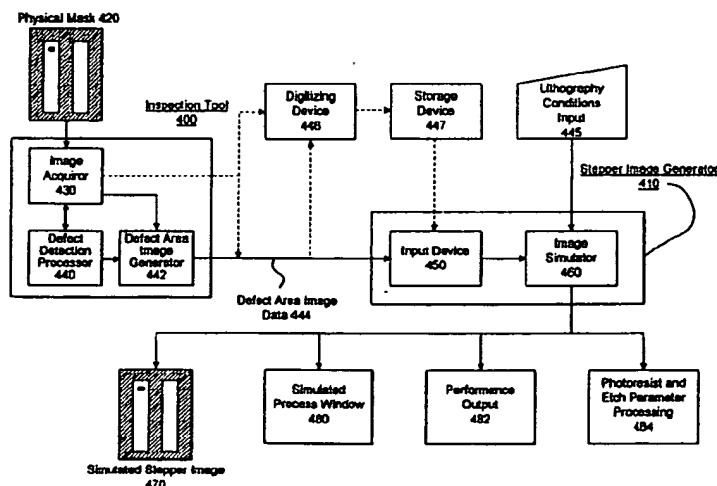 Physical Mask 420
Inspection Tool
400
Digitizing
Device
446
Storage
Device
447
Lithography
Conditions
Input
445
Stepper Image Generator
410
Image
Acquiror
430
Defect
Detection
Processor
440
Defect Area
Image
Generator
442
Input Device
450
Image
Simulator
460
Defect Area Image
Data 444
Simulated
Process Window
480
Performance
Output
482
Photoresist and
Etch Parameter
Processing
484
Simulated Stepper Image
470